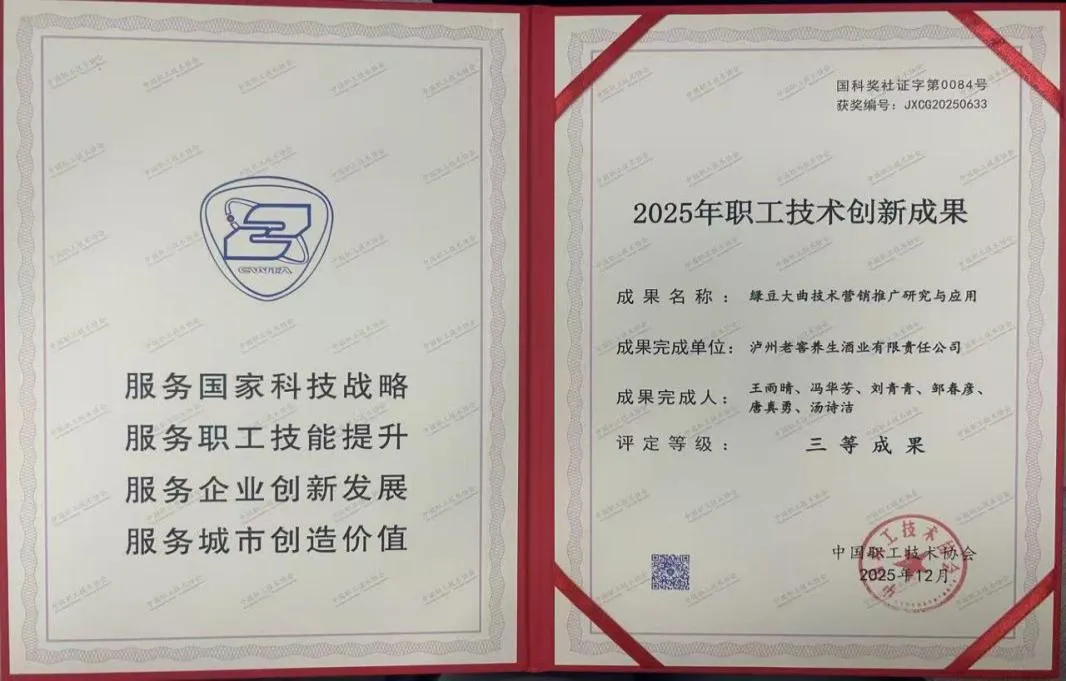 CWTA
服务国家科技战略
服务职工技能提升
服务企业创新发展
服务城市创造价值
国科奖社证字第0084号
获奖编号：JXCG20250633
2025年职工技术创新成果
成果名称：绿豆大曲技术营销推广研究与应用
成果完成单位：泸州老窖养生酒业有限责任公司
成果完成人：王雨晴、冯华芳、刘青青、邹春彦、
唐真勇、汤诗洁
评定等级：三等成果
中国职工技术协会
2025年12月